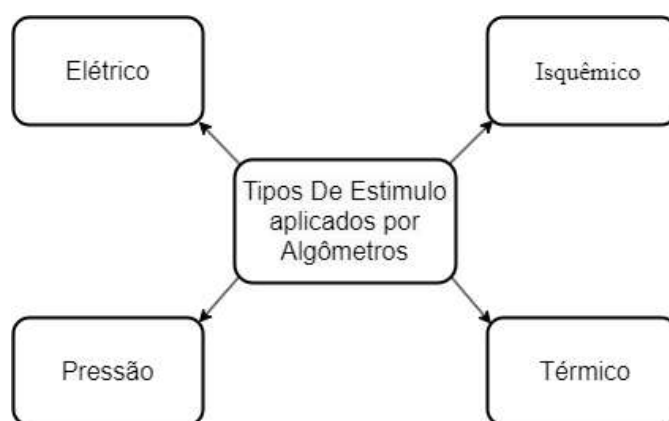 Elétrico
Isquêmico
Tipos De Estimulo
aplicados por
Algômetros
Pressão
Térmico